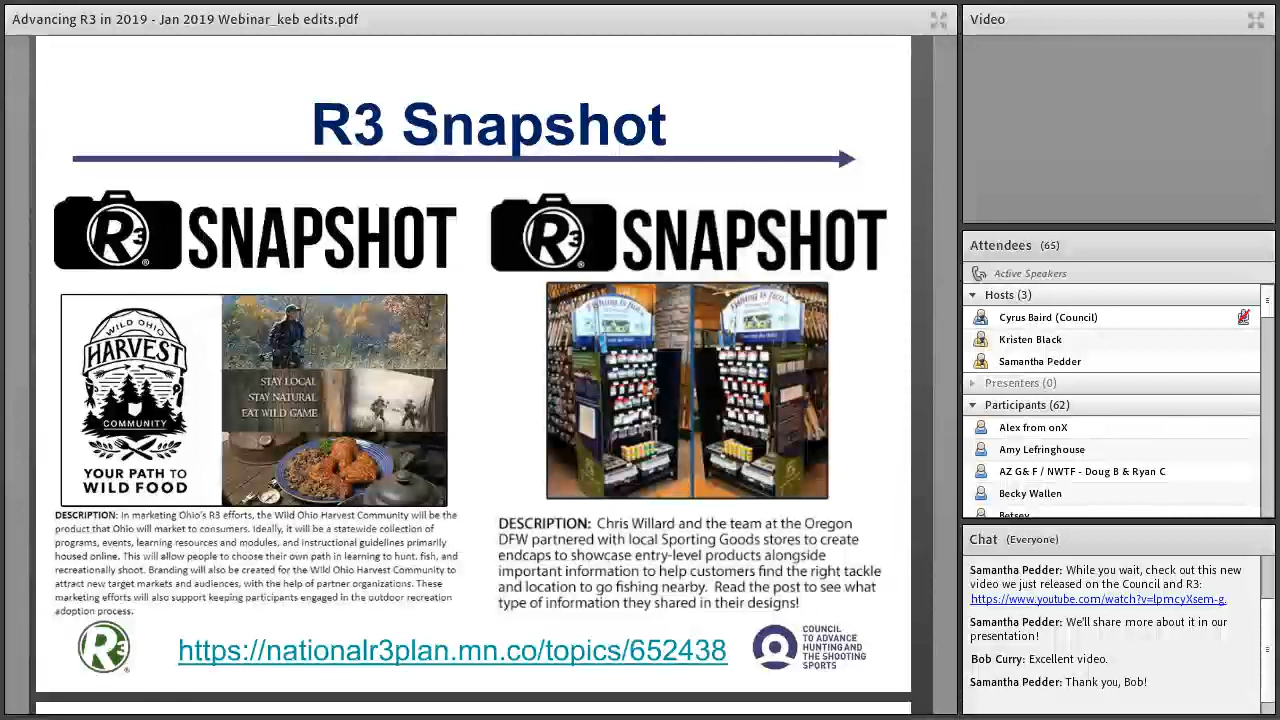 Advancing R3 in 2019 - Jan 2019 Webinar_keb edits.pdf
R3 Snapshot
R3 SNAPSHOT
R3 SNAPSHOT
WILD OHIO
HARVEST
COMMUNITY
YOUR PATH TO
WILD FOOD
STAY LOCAL
STAY NATURAL
EAT WILD GAME
DESCRIPTION: In marketing Ohio's R3 efforts, the Wild Ohio Harvest Community will be the
product that Ohio will market to consumers. Ideally, it will be a statewide collection of
programs, events, learning resources and modules, and instructional guidelines primarily
housed online. This will allow people to choose their own path in learning to hunt, fish, and
recreationally shoot. Branding will also be created for the Wild Ohio Harvest Community to
attract new target markets and audiences, with the help of partner organizations. These
marketing efforts will also support keeping participants engaged in the outdoor recreation
adoption process.
DESCRIPTION: Chris Willard and the team at the Oregon
DFW partnered with local Sporting Goods stores to create
endcaps to showcase entry-level products alongside
important information to help customers find the right tackle
and location to go fishing nearby. Read the post to see what
type of information they shared in their designs!
R3
https://nationalr3plan.mn.co/topics/652438
COUNCIL
TO ADVANCE
HUNTING AND
THE SHOOTING
SPORTS
Video
Attendees (65)
Active Speakers
Hosts (3)
Cyrus Baird (Council)
Kristen Black
Samantha Pedder
Presenters (0)
Participants (62)
Alex from onX
Amy Lefringhouse
AZ G& F / NWTF - Doug B & Ryan C
Becky Wallen
Betsey
Chat (Everyone)
Samantha Pedder: While you wait, check out this new
video we just released on the Council and R3:
https://www.youtube.com/watch?v=lpmcyXsem-g.
Samantha Pedder: We'll share more about it in our
presentation!
Bob Curry: Excellent video.
Samantha Pedder: Thank you, Bob!